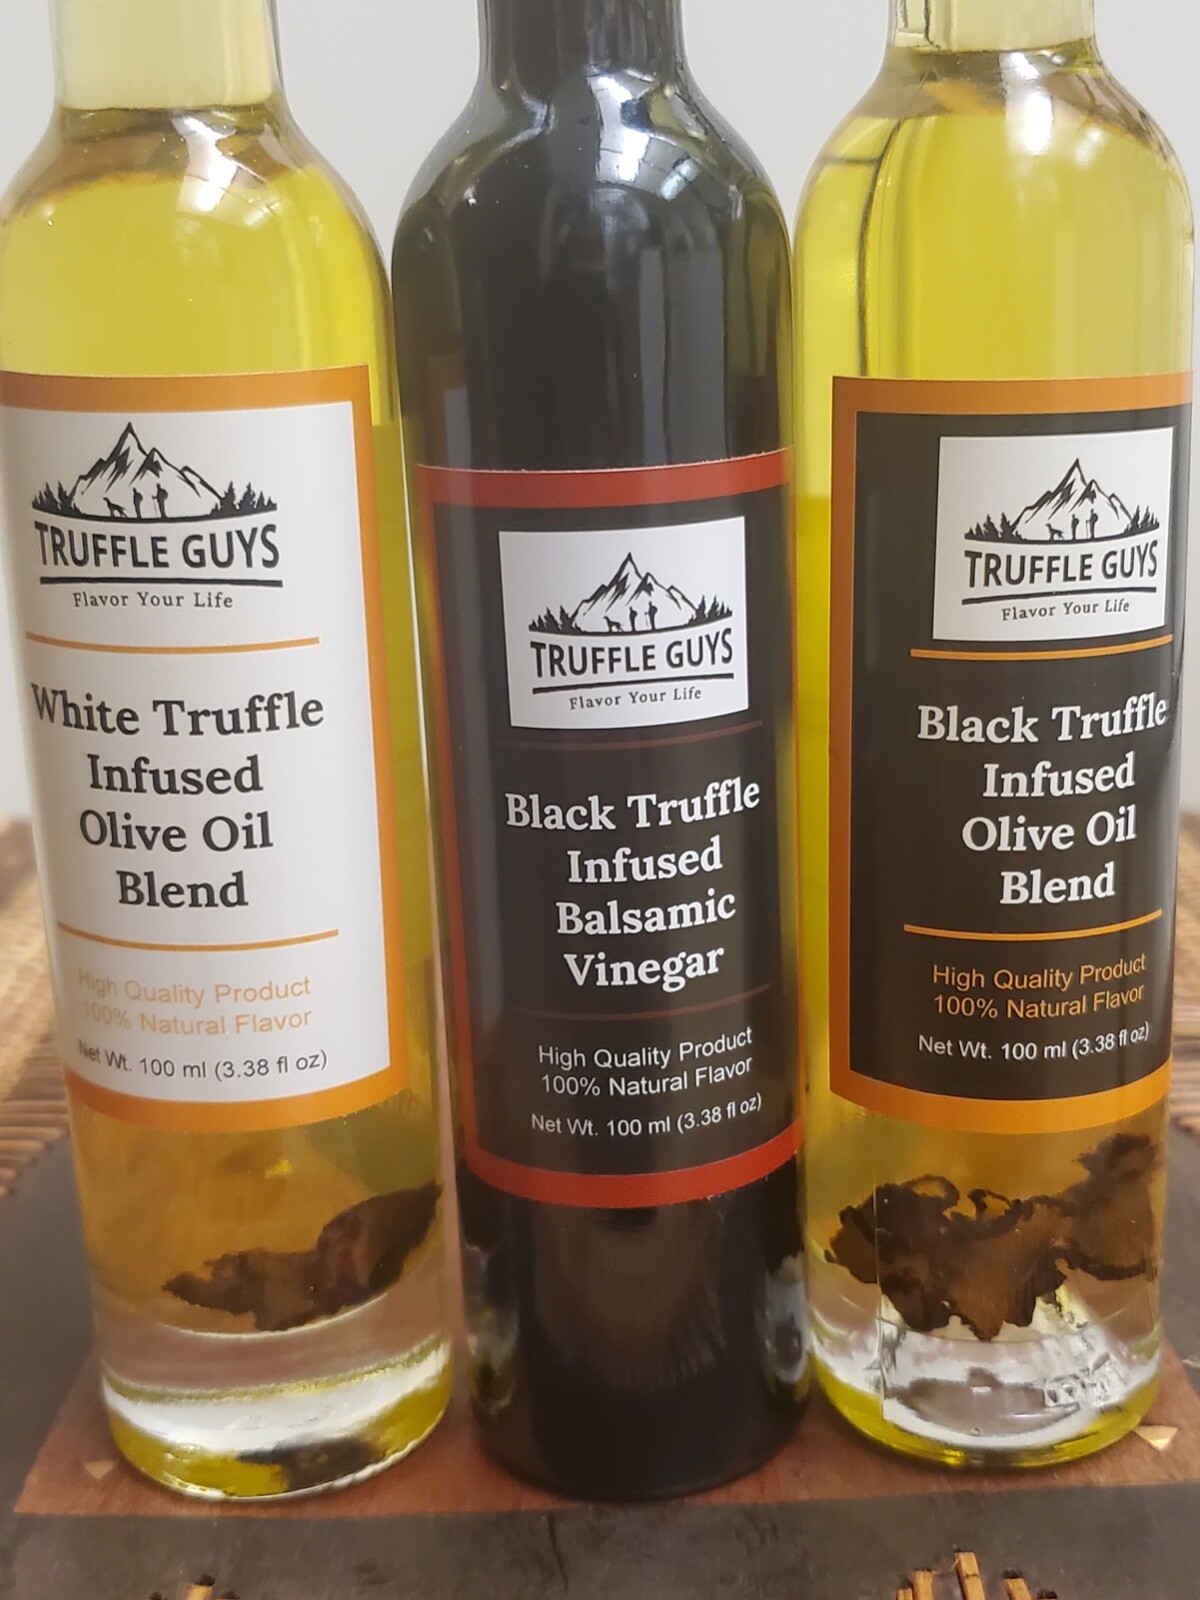 TRUFFLE GUYS
Flavor Your Life
White Truffle
Infused
Olive Oil
Blend
High Quality Product
100% Natural Flavor
Net Wt. 100 ml (3.38 fl oz)
TRUFFLE GUYS
Flavor Your Life
Black Truffle
Infused
Balsamic
Vinegar
High Quality Product
100% Natural Flavor
Net Wt. 100 ml (3.38 fl oz)
TRUFFLE GUYS
Flavor Your Life
Black Truffle
Infused
Olive Oil
Blend
High Quality Product
100% Natural Flavor
Net Wt. 100 ml (3.38 fl oz)